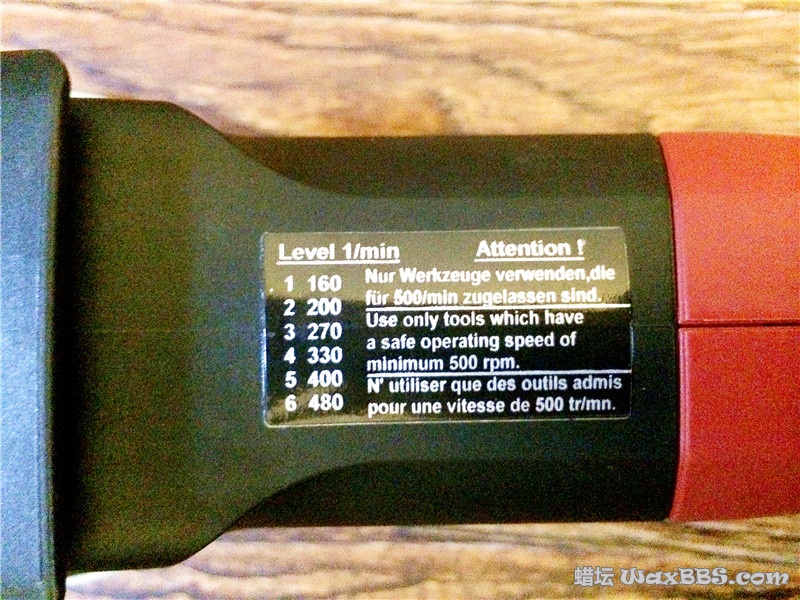 Level 1/min
1 160
2 200
3 270
4 330
5 400
6 480
Attention !
Nur Werkzeuge verwenden,die
für 500/min zugelassen sind.
Use only tools which have
a safe operating speed of
minimum 500 rpm.
N' utiliser que des outils admis
pour une vitesse de 500 tr/mn.
蜡坛 WaxBBS.com